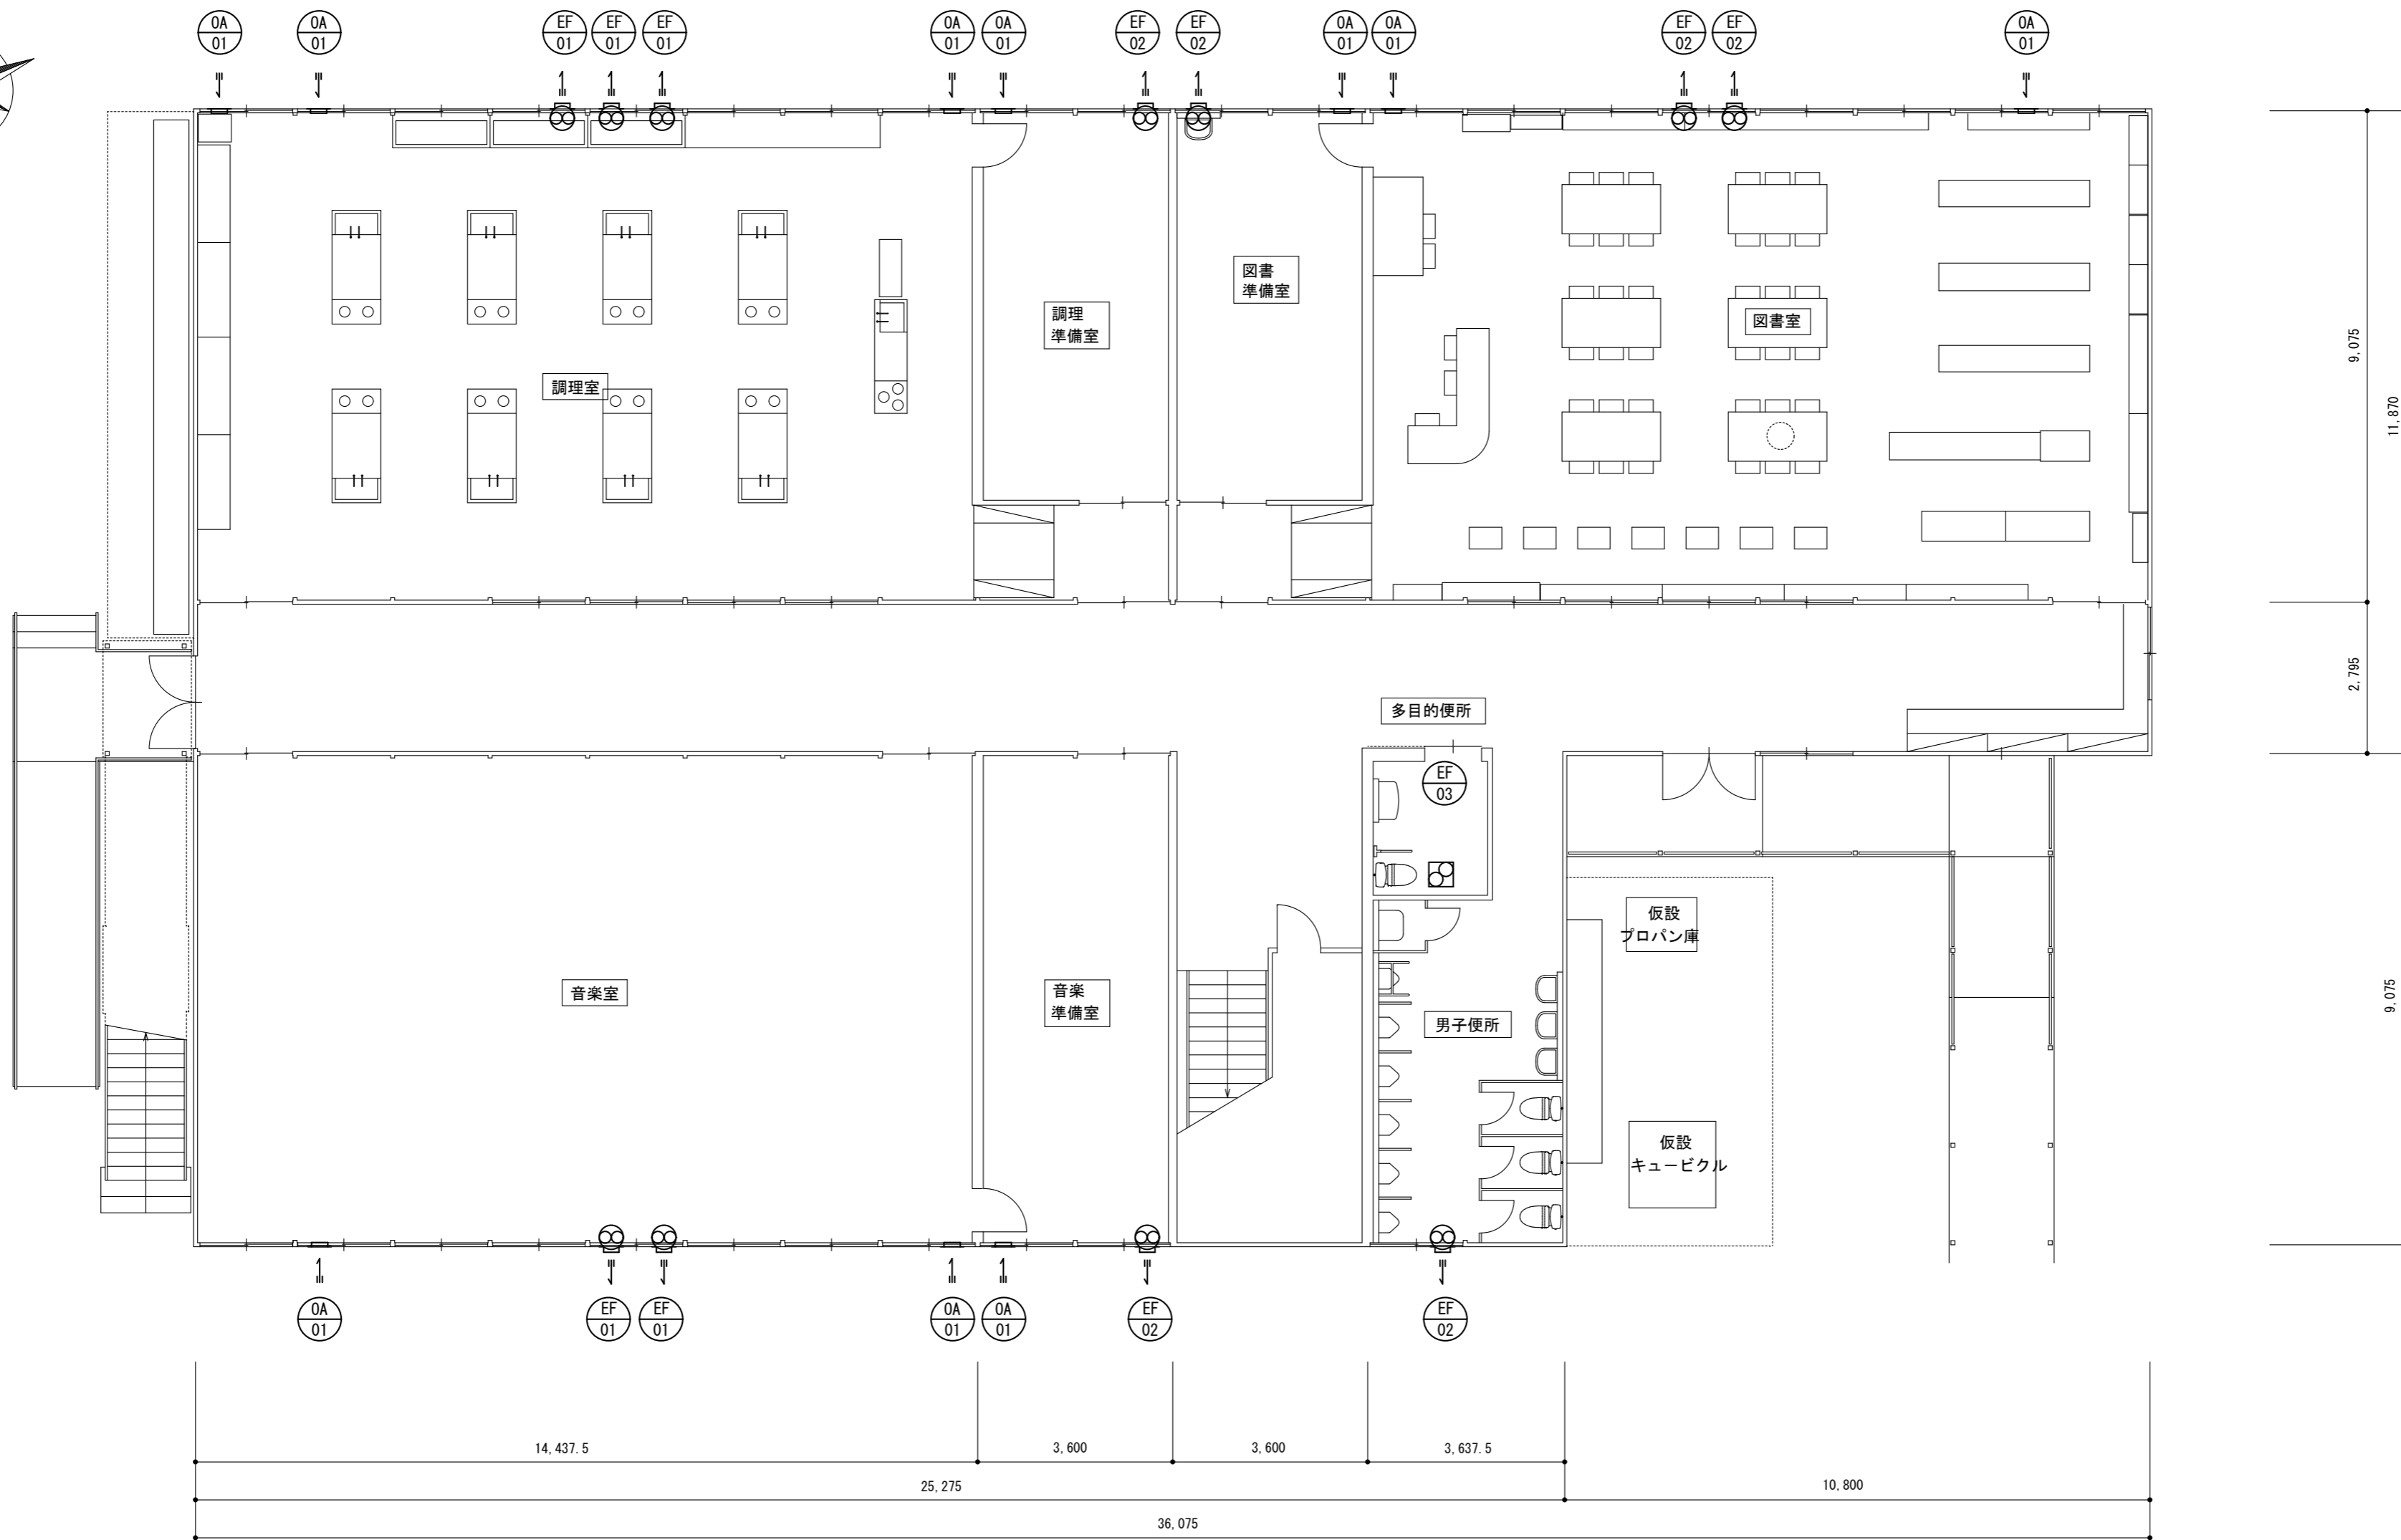 OA
01
OA
01
EF
01
EF
01
EF
01
OA
01
OA
01
EF
02
EF
02
OA
01
OA
01
EF
02
EF
02
OA
01
図書
準備室
調理
準備室
図書室
調理室
9,075
11,870
2,795
多目的便所
EF
03
仮設
プロパン庫
音楽室
音楽
準備室
男子便所
9,075
仮設
キュービクル
OA
01
EF
01
EF
01
OA
01
OA
01
EF
02
EF
02
14,437.5
3,600
3,600
3,637.5
25,275
10,800
36,075